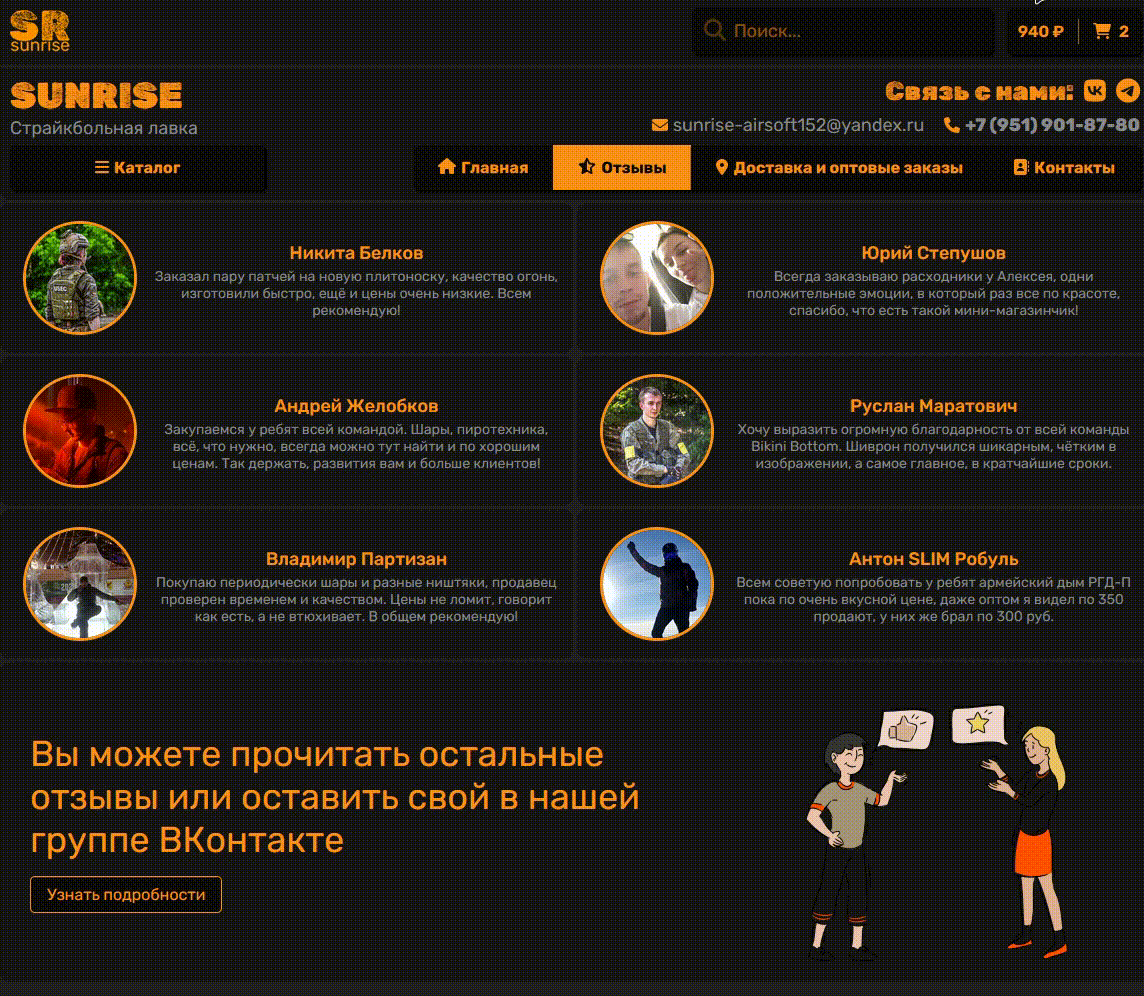 SR
sunrise
Поиск...
940 ₽
2
SUNRISE
Связь с нами:
Страйкбольная лавка
sunrise-airsoft152@yandex.ru
+7 (951) 901-87-80
Каталог
Главная
Отзывы
Доставка и оптовые заказы
Контакты
Никита Белков
Заказал пару патчей на новую плитоноску, качество огонь,
изготовили быстро, ещё и цены очень низкие. Всем
рекомендую!
Юрий Степушов
Всегда заказываю расходники у Алексея, одни
положительные эмоции, в который раз все по красоте,
спасибо, что есть такой мини-магазинчик!
Андрей Желобков
Закупаемся у ребят всей командой. Шары, пиротехника,
всё, что нужно, всегда можно тут найти и по хорошим
ценам. Так держать, развития вам и больше клиентов!
Руслан Маратович
Хочу выразить огромную благодарность от всей команды
Bikini Bottom. Шиврон получился шикарным, чётким в
изображении, а самое главное, в кратчайшие сроки.
Владимир Партизан
Покупаю периодически шары и разные ништяки, продавец
проверен временем и качеством. Цены не ломит, говорит
как есть, а не втюхивает. В общем рекомендую!
Антон SLIM Робуль
Всем советую попробовать у ребят армейский дым РГД-П
пока по очень вкусной цене, даже оптом я видел по 350
продают, у них же брал по 300 руб.
Вы можете прочитать остальные
отзывы или оставить свой в нашей
группе ВКонтакте
Узнать подробности